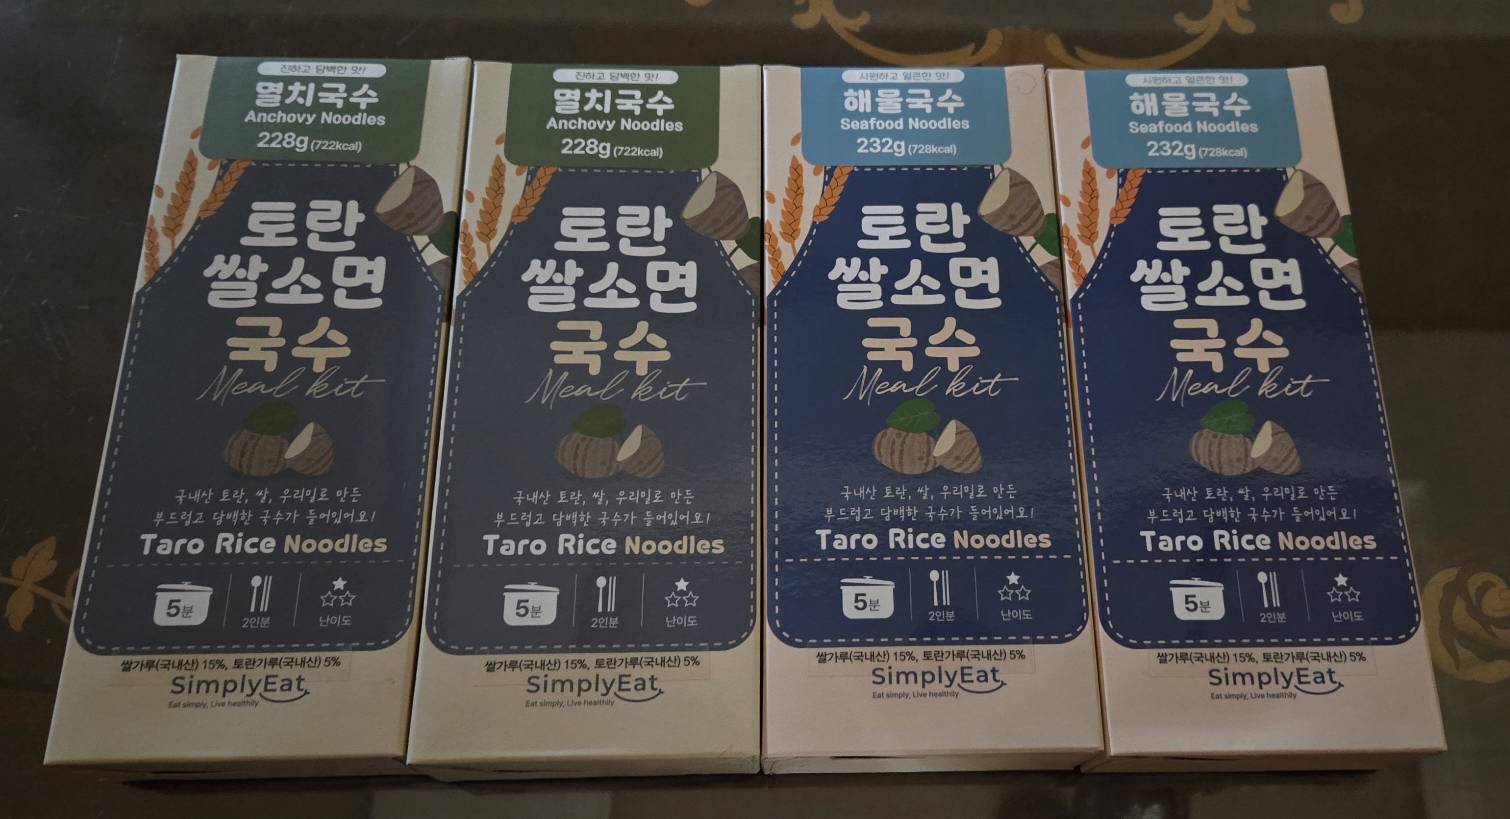 진하고 담백한 맛!
멸치국수
Anchovy Noodles
228g (722kcal)
토란
쌀소면
국수
Meal kit
국내산 토란, 쌀, 우리밀로 만든
부드럽고 담백한 국수가 들어있어요!
Taro Rice Noodles
5분
2인분
난이도
쌀가루(국내산) 15%, 토란가루(국내산) 5%
SimplyEat
Eat simply, Live healthily
진하고 담백한 맛!
멸치국수
Anchovy Noodles
228g (722kcal)
토란
쌀소면
국수
Meal kit
국내산 토란, 쌀, 우리밀로 만든
부드럽고 담백한 국수가 들어있어요!
Taro Rice Noodles
5분
2인분
난이도
쌀가루(국내산) 15%, 토란가루(국내산) 5%
SimplyEat
Eat simply, Live healthily
시원하고 얼큰한 맛!
해물국수
Seafood Noodles
232g (728kcal)
토란
쌀소면
국수
Meal kit
국내산 토란, 쌀, 우리밀로 만든
부드럽고 담백한 국수가 들어있어요!
Taro Rice Noodles
5분
2인분
난이도
쌀가루(국내산) 15%, 토란가루(국내산) 5%
SimplyEat
Eat simply, Live healthily
시원하고 얼큰한 맛!
해물국수
Seafood Noodles
232g (728kcal)
토란
쌀소면
국수
Meal kit
국내산 토란, 쌀, 우리밀로 만든
부드럽고 담백한 국수가 들어있어요!
Taro Rice Noodles
5분
2인분
난이도
쌀가루(국내산) 15%, 토란가루(국내산) 5%
SimplyEat
Eat simply, Live healthily